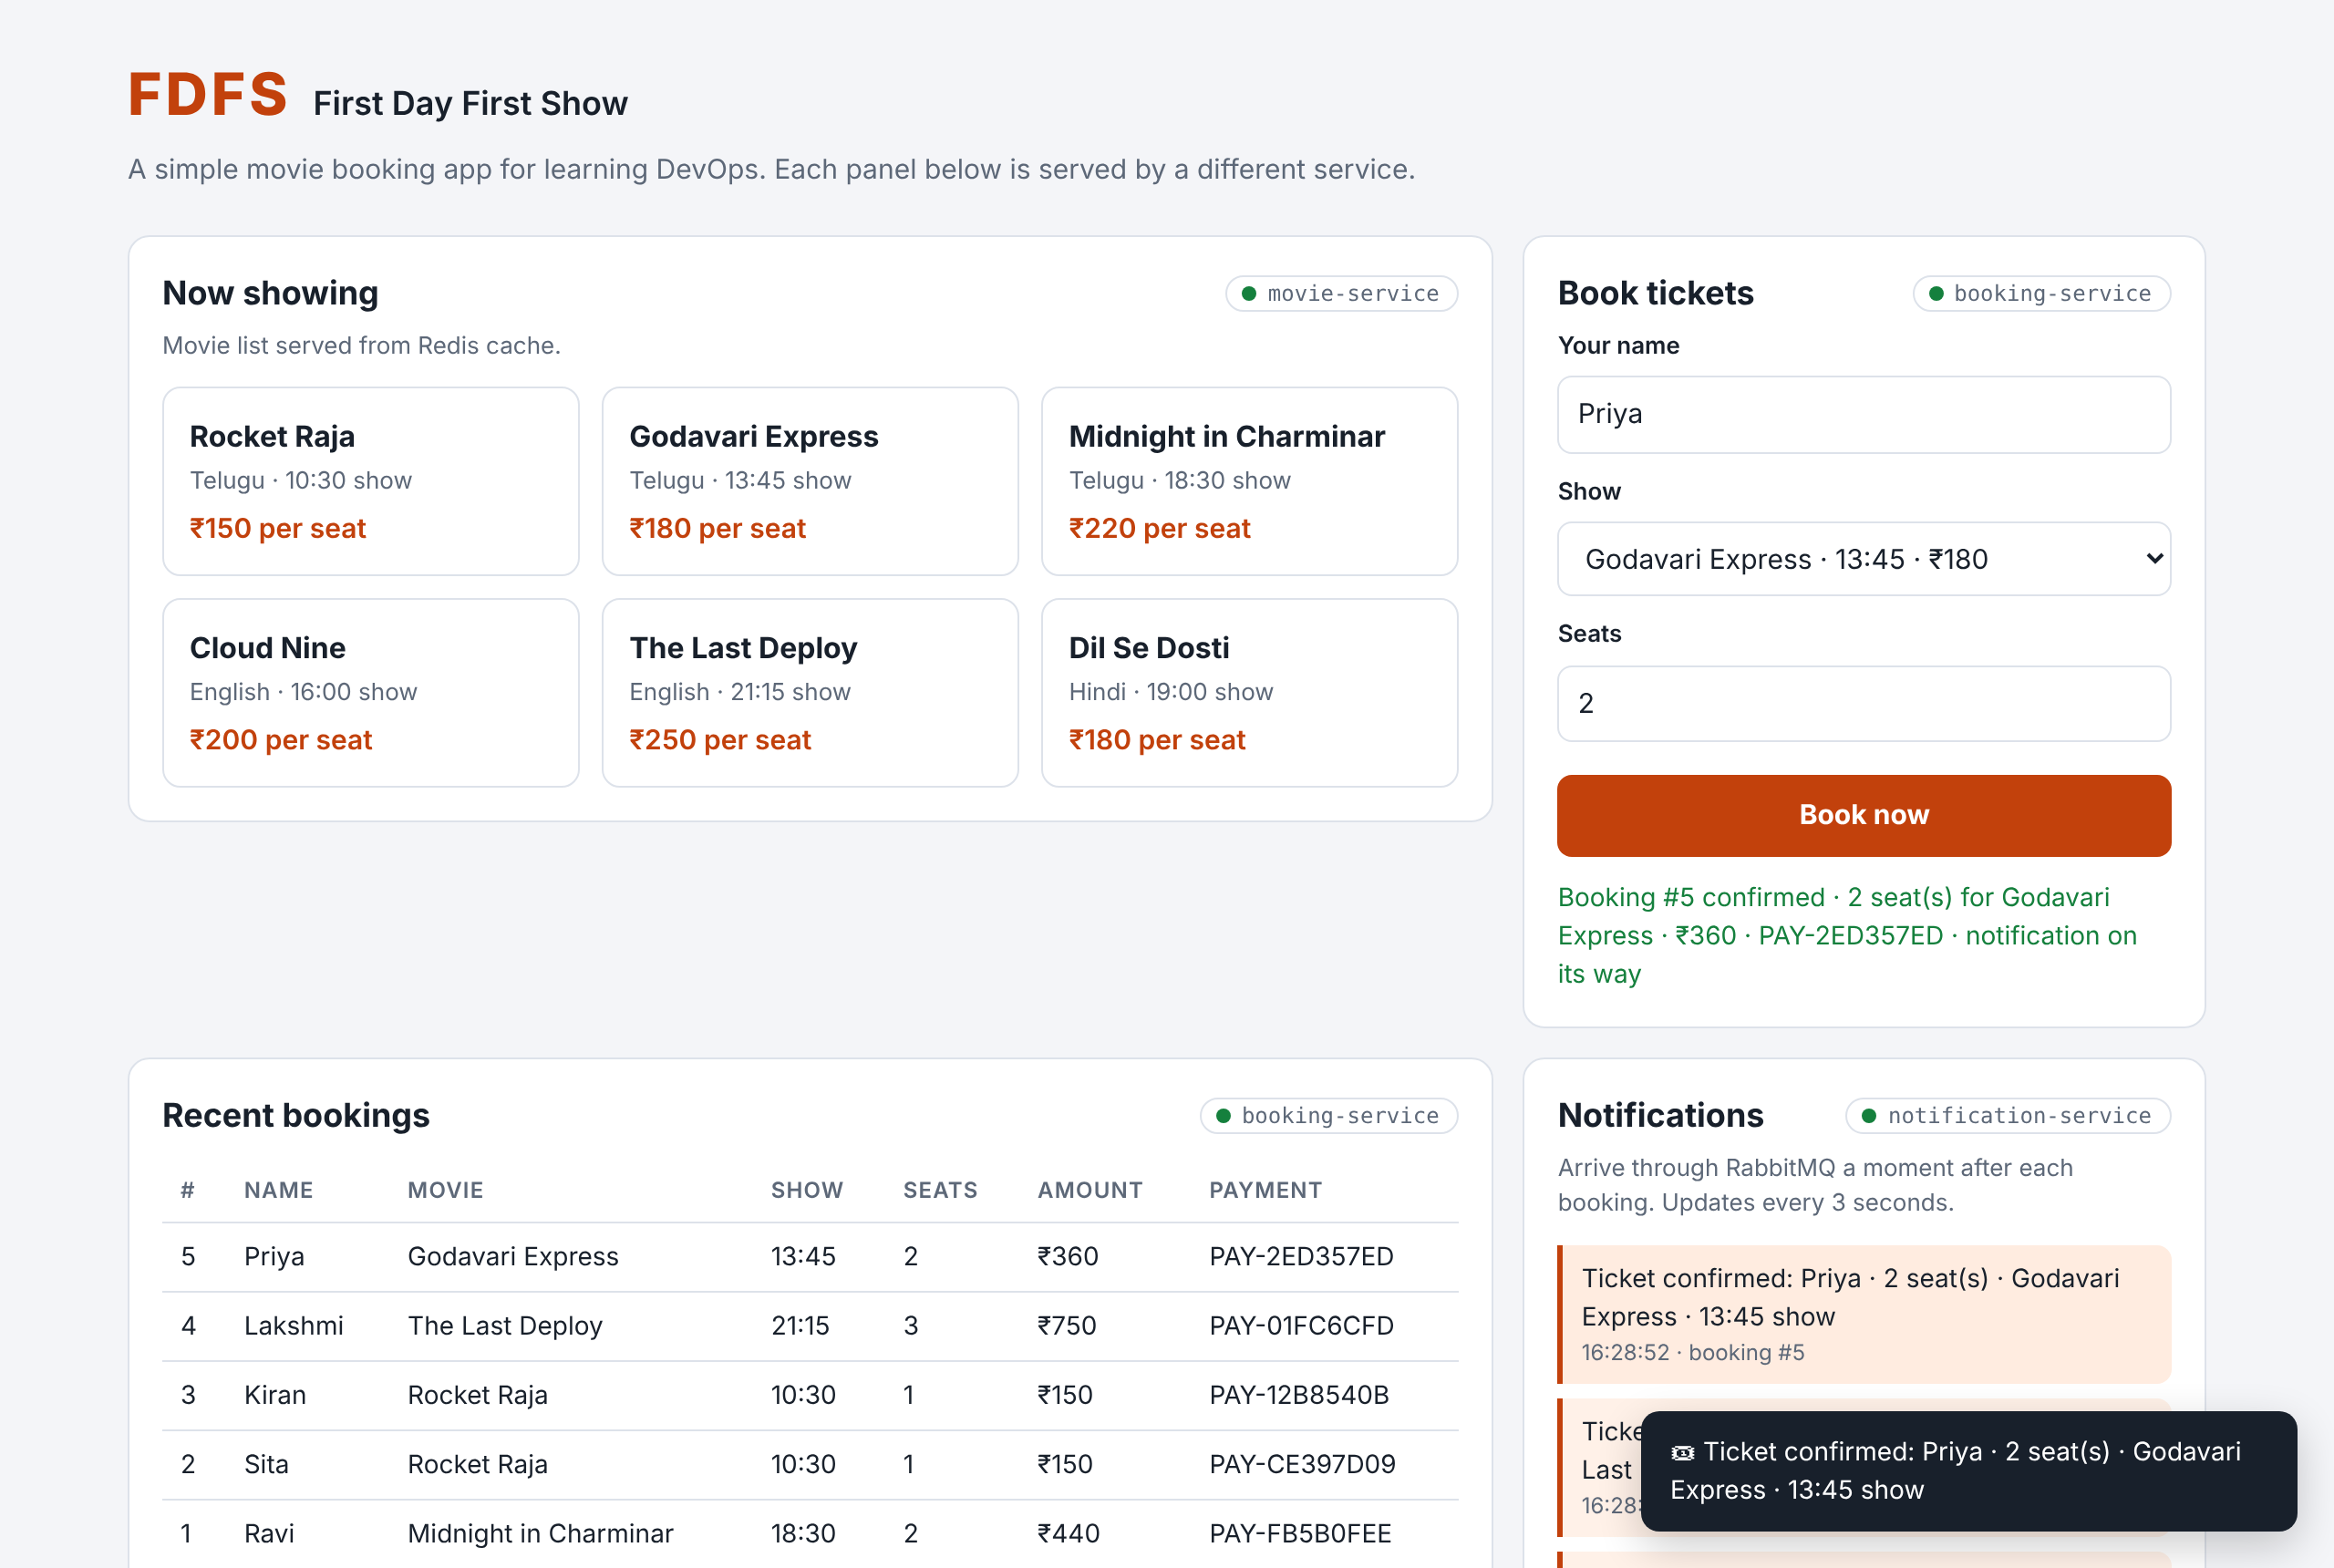 FDFS First Day First Show
A simple movie booking app for learning DevOps. Each panel below is served by a different service.
Now showing
movie-service
Movie list served from Redis cache.
Rocket Raja
Telugu · 10:30 show
₹150 per seat
Godavari Express
Telugu · 13:45 show
₹180 per seat
Midnight in Charminar
Telugu · 18:30 show
₹220 per seat
Cloud Nine
English · 16:00 show
₹200 per seat
The Last Deploy
English · 21:15 show
₹250 per seat
Dil Se Dosti
Hindi · 19:00 show
₹180 per seat
Book tickets
booking-service
Your name
Priya
Show
Godavari Express · 13:45 · ₹180
Seats
2
Book now
Booking #5 confirmed · 2 seat(s) for Godavari
Express · ₹360 · PAY-2ED357ED · notification on
its way
Recent bookings
booking-service
# NAME MOVIE SHOW SEATS AMOUNT PAYMENT
5 Priya Godavari Express 13:45 2 ₹360 PAY-2ED357ED
4 Lakshmi The Last Deploy 21:15 3 ₹750 PAY-01FC6CFD
3 Kiran Rocket Raja 10:30 1 ₹150 PAY-12B8540B
2 Sita Rocket Raja 10:30 1 ₹150 PAY-CE397D09
1 Ravi Midnight in Charminar 18:30 2 ₹440 PAY-FB5B0FEE
Notifications
notification-service
Arrive through RabbitMQ a moment after each
booking. Updates every 3 seconds.
Ticket confirmed: Priya · 2 seat(s) · Godavari
Express · 13:45 show
16:28:52 · booking #5
Last
16:28:
Ticket confirmed: Priya · 2 seat(s) · Godavari
Express · 13:45 show